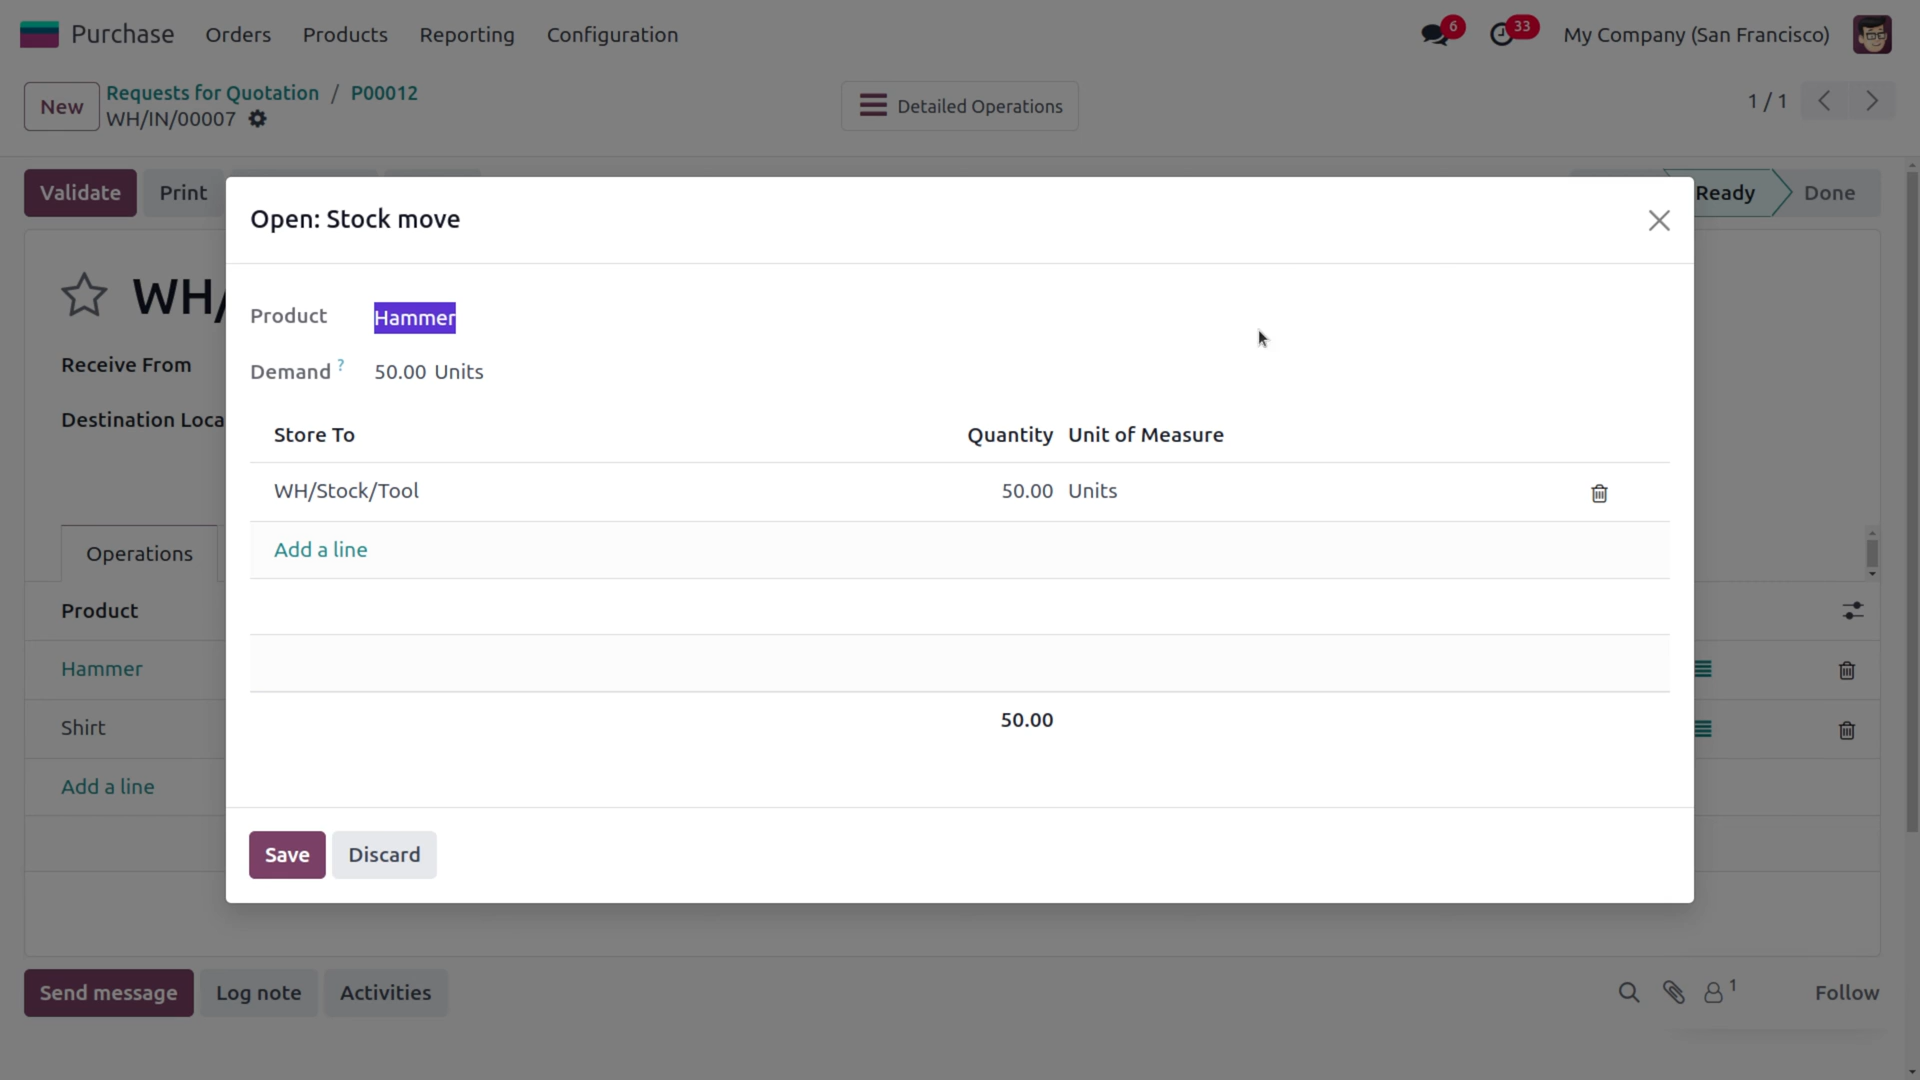 Purchase Orders Products Reporting Configuration 6 33 My Company (San Francisco)
New Requests for Quotation / P00012 Detailed Operations 1 / 1
WH/IN/00007
Validate Print Ready Done
Open: Stock move
WH/
Product Hammer
Receive From
Demand ? 50.00 Units
Destination Loca
Store To Quantity Unit of Measure
WH/Stock/Tool 50.00 Units
Add a line
Operations
Product
Hammer
Shirt
50.00
Add a line
Save Discard
Send message Log note Activities 1 Follow